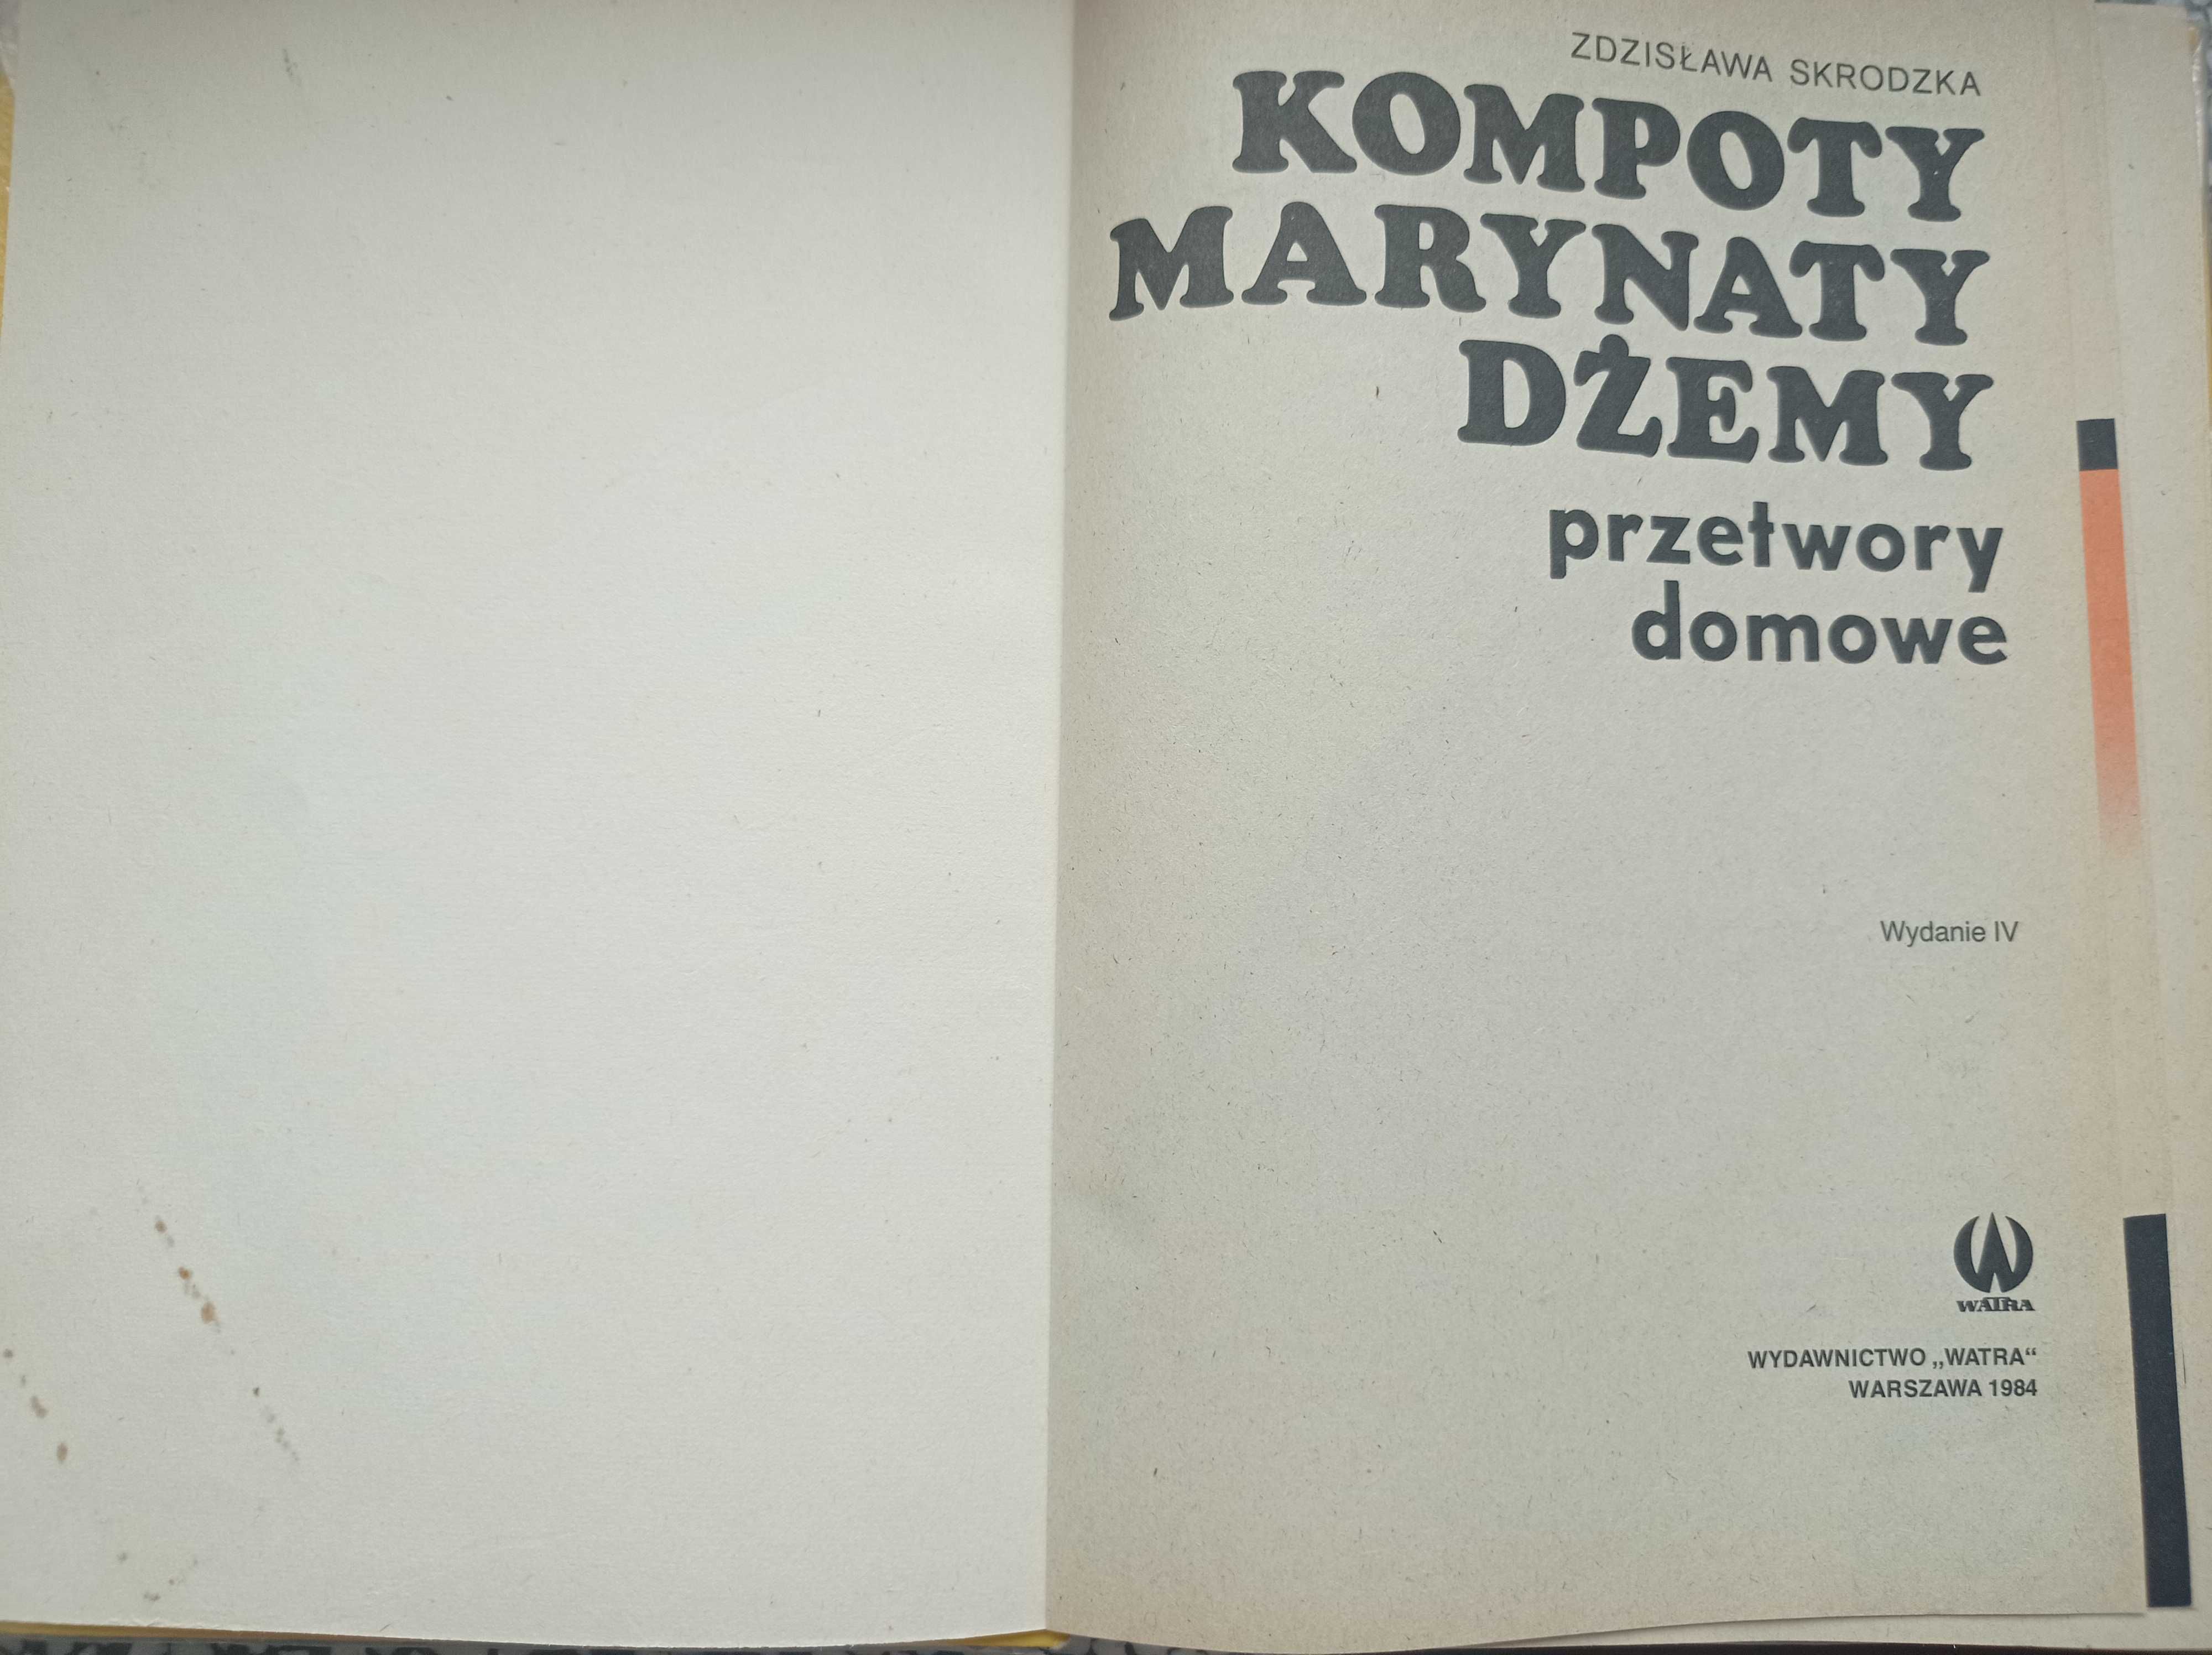 ZDZISŁAWA SKRODZKA
KOMPOTY
MARYNATY
DŻEMY
przetwory
domowe
Wydanie IV
WATRA
WYDAWNICTWO „WATRA“
WARSZAWA 1984